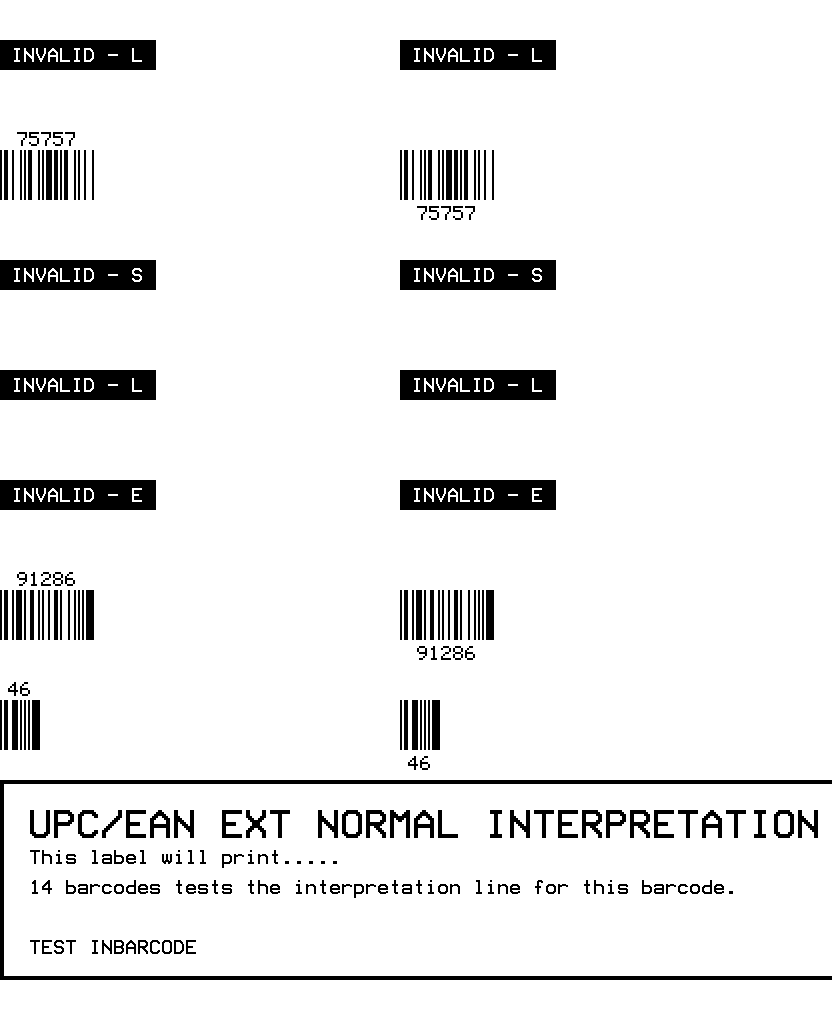 INVALID - L INVALID - L
75757
75757
INVALID - S INVALID - S
INVALID - L INVALID - L
INVALID - E INVALID - E
91286
91286
46
46
UPC/EAN EXT NORMAL INTERPRETATION
This label will print.....
14 barcodes tests the interpretation line for this barcode.
TEST INBARCODE